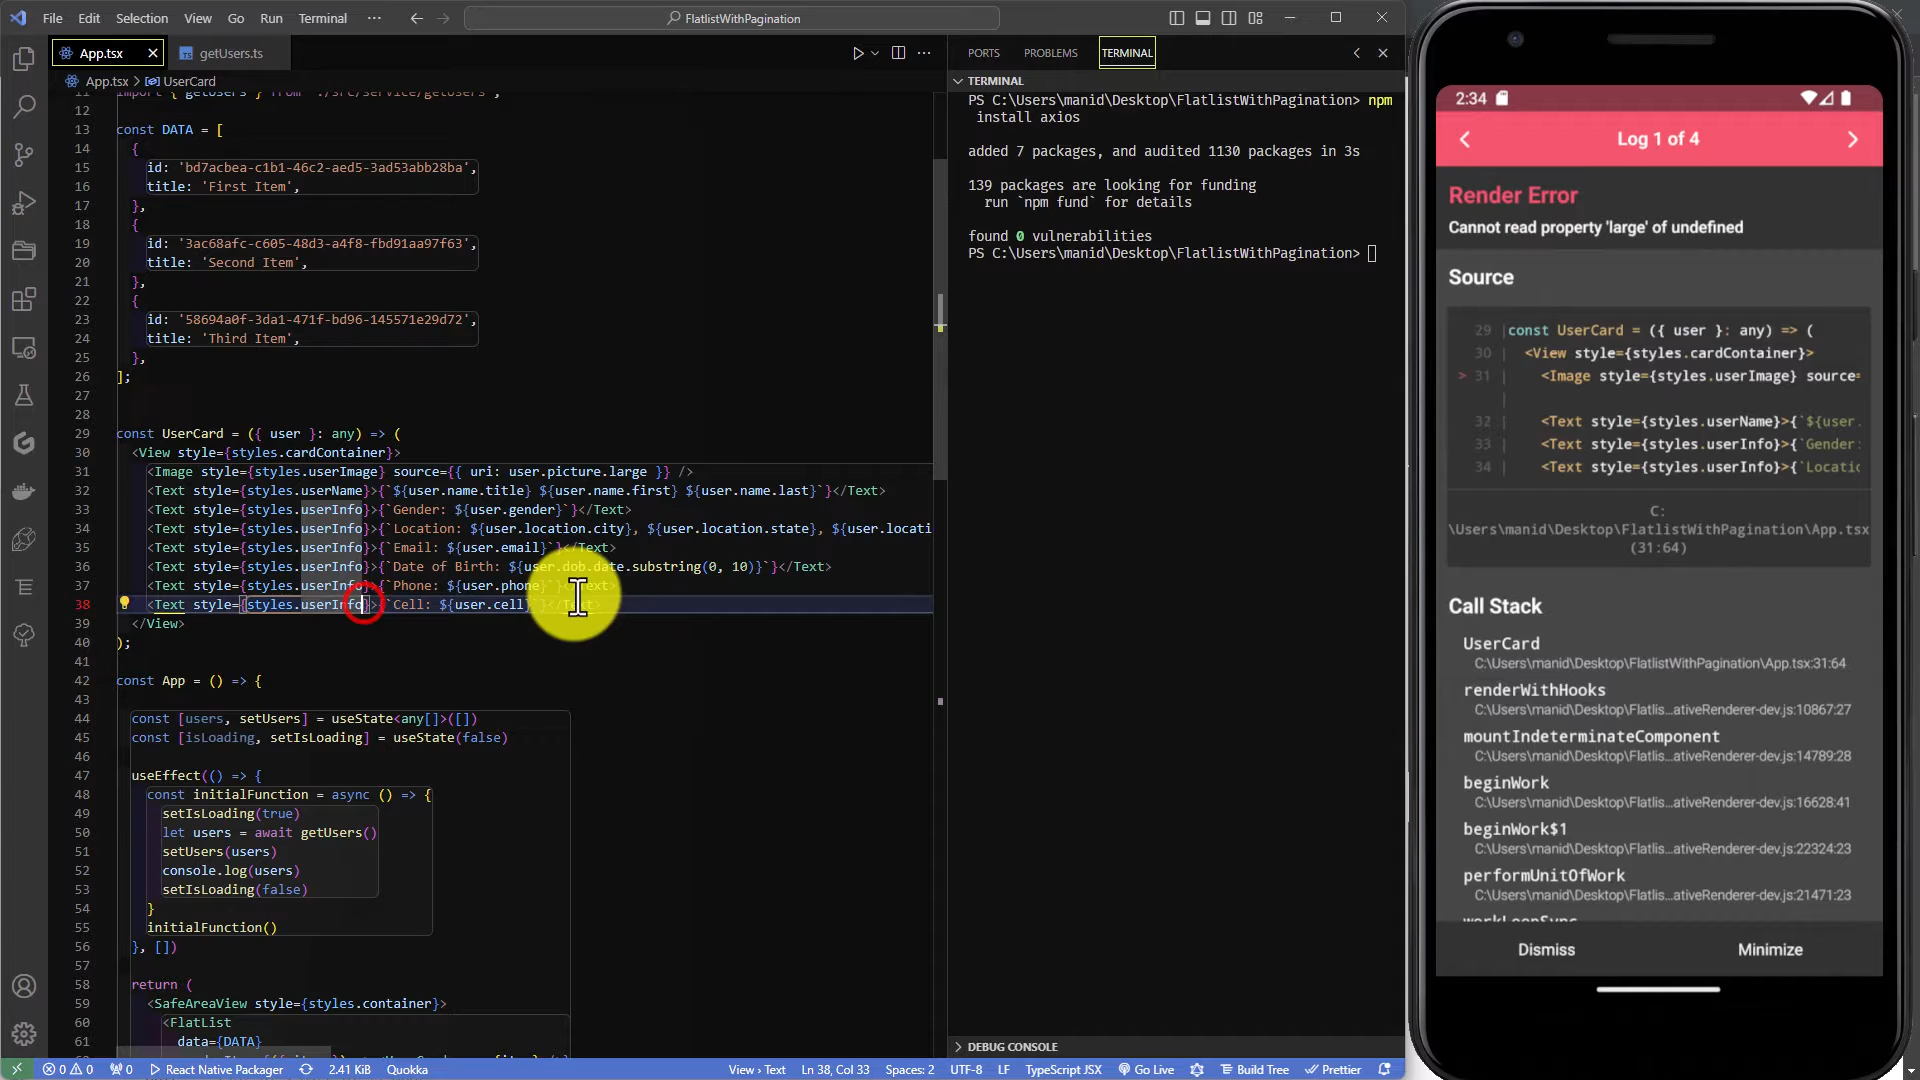 File Edit Selection View Go Run Terminal ··· FlatlistWithPagination
App.tsx getUsers.ts
App.tsx > UserCard
11 import { getUsers } from './src/service/getUsers';
12
13 const DATA = [
14 {
15 id: 'bd7acbea-c1b1-46c2-aed5-3ad53abb28ba',
16 title: 'First Item',
17 },
18 {
19 id: '3ac68afc-c605-48d3-a4f8-fbd91aa97f63',
20 title: 'Second Item',
21 },
22 {
23 id: '58694a0f-3da1-471f-bd96-145571e29d72',
24 title: 'Third Item',
25 },
26 ];
27
28
29 const UserCard = ({ user }: any) => (
30 <View style={styles.cardContainer}>
31 <Image style={styles.userImage} source={{ uri: user.picture.large }} />
32 <Text style={styles.userName}>{`${user.name.title} ${user.name.first} ${user.name.last}`}</Text>
33 <Text style={styles.userInfo}>{`Gender: ${user.gender}`}</Text>
34 <Text style={styles.userInfo}>{`Location: ${user.location.city}, ${user.location.state}, ${user.locati
35 <Text style={styles.userInfo}>{`Email: ${user.email}`}</Text>
36 <Text style={styles.userInfo}>{`Date of Birth: ${user.dob.date.substring(0, 10)}`}</Text>
37 <Text style={styles.userInfo}>{`Phone: ${user.phone}`}</Text>
38 <Text style={styles.userInfo}>{`Cell: ${user.cell}`}</Text>
39 </View>
40 );
41
42 const App = () => {
43
44 const [users, setUsers] = useState<any[]>([])
45 const [isLoading, setIsLoading] = useState(false)
46
47 useEffect(() => {
48 const initialFunction = async () => {
49 setIsLoading(true)
50 let users = await getUsers()
51 setUsers(users)
52 console.log(users)
53 setIsLoading(false)
54 }
55 initialFunction()
56 }, [])
57
58 return (
59 <SafeAreaView style={styles.container}>
60 <FlatList
61 data={DATA}
PORTS PROBLEMS TERMINAL
TERMINAL
PS C:\Users\manid\Desktop\FlatlistWithPagination> npm
install axios
added 7 packages, and audited 1130 packages in 3s
139 packages are looking for funding
run `npm fund` for details
found 0 vulnerabilities
PS C:\Users\manid\Desktop\FlatlistWithPagination>
DEBUG CONSOLE
0 0 0 React Native Packager 2.41 KiB Quokka View › Text Ln 38, Col 33 Spaces: 2 UTF-8 LF TypeScript JSX Go Live Build Tree Prettier
2:34
Log 1 of 4
Render Error
Cannot read property 'large' of undefined
Source
29 const UserCard = ({ user }: any) => (
30 <View style={styles.cardContainer}>
> 31 <Image style={styles.userImage} source=
32 <Text style={styles.userName}>{`${user.
33 <Text style={styles.userInfo}>{`Gender:
34 <Text style={styles.userInfo}>{`Locatio
C:
\Users\manid\Desktop\FlatlistWithPagination\App.tsx
(31:64)
Call Stack
UserCard
C:\Users\manid\Desktop\FlatlistWithPagination\App.tsx:31:64
renderWithHooks
C:\Users\manid\Desktop\Flatlis...ativeRenderer-dev.js:10867:27
mountIndeterminateComponent
C:\Users\manid\Desktop\Flatlis...ativeRenderer-dev.js:14789:28
beginWork
C:\Users\manid\Desktop\Flatlis...ativeRenderer-dev.js:16628:41
beginWork$1
C:\Users\manid\Desktop\Flatlis...ativeRenderer-dev.js:22324:23
performUnitOfWork
C:\Users\manid\Desktop\Flatlis...ativeRenderer-dev.js:21471:23
workLoopSync
Dismiss Minimize